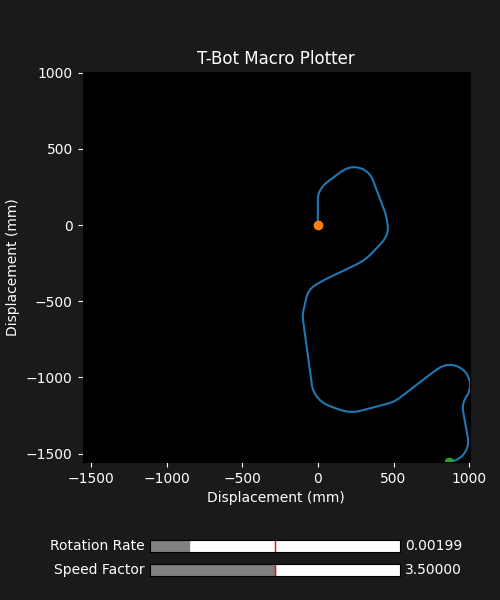 T-Bot Macro Plotter
1000
500
0
−500
−1000
−1500
Displacement (mm)
−1500 −1000 −500 0 500 1000
Displacement (mm)
Rotation Rate 0.00199
Speed Factor 3.50000